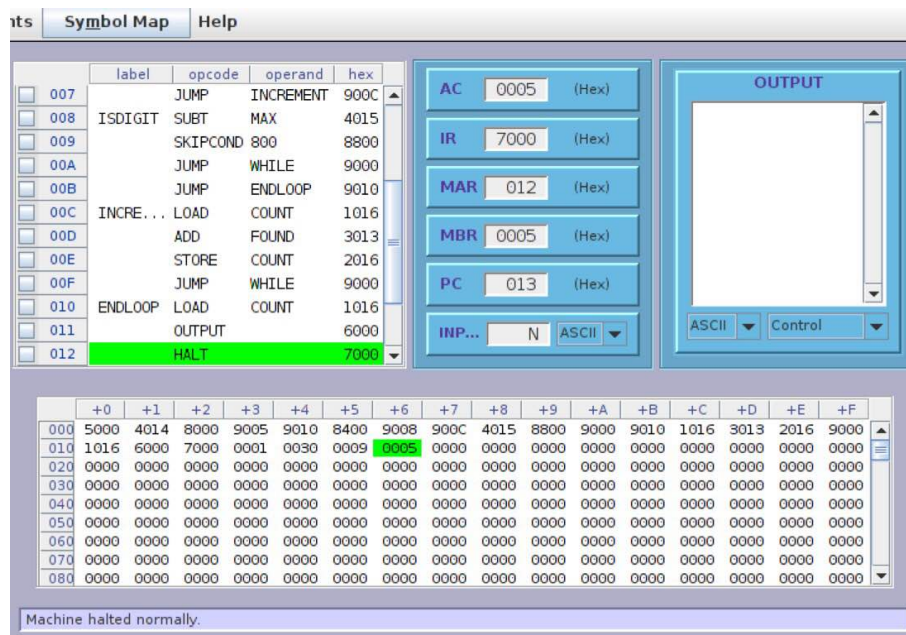 nts Symbol Map Help
label opcode operand hex
007 JUMP INCREMENT 900C
008 ISDIGIT SUBT MAX 4015
009 SKIPCOND 800 8800
00A JUMP WHILE 9000
00B JUMP ENDLOOP 9010
00C INCRE... LOAD COUNT 1016
00D ADD FOUND 3013
00E STORE COUNT 2016
00F JUMP WHILE 9000
010 ENDLOOP LOAD COUNT 1016
011 OUTPUT 6000
012 HALT 7000
AC 0005 (Hex)
IR 7000 (Hex)
MAR 012 (Hex)
MBR 0005 (Hex)
PC 013 (Hex)
INP... N ASCII
OUTPUT
ASCII Control
+0 +1 +2 +3 +4 +5 +6 +7 +8 +9 +A +B +C +D +E +F
000 5000 4014 8000 9005 9010 8400 9008 900C 4015 8800 9000 9010 1016 3013 2016 9000
010 1016 6000 7000 0001 0030 0009 0005 0000 0000 0000 0000 0000 0000 0000 0000 0000
020 0000 0000 0000 0000 0000 0000 0000 0000 0000 0000 0000 0000 0000 0000 0000 0000
030 0000 0000 0000 0000 0000 0000 0000 0000 0000 0000 0000 0000 0000 0000 0000 0000
040 0000 0000 0000 0000 0000 0000 0000 0000 0000 0000 0000 0000 0000 0000 0000 0000
050 0000 0000 0000 0000 0000 0000 0000 0000 0000 0000 0000 0000 0000 0000 0000 0000
060 0000 0000 0000 0000 0000 0000 0000 0000 0000 0000 0000 0000 0000 0000 0000 0000
070 0000 0000 0000 0000 0000 0000 0000 0000 0000 0000 0000 0000 0000 0000 0000 0000
080 0000 0000 0000 0000 0000 0000 0000 0000 0000 0000 0000 0000 0000 0000 0000 0000
Machine halted normally.